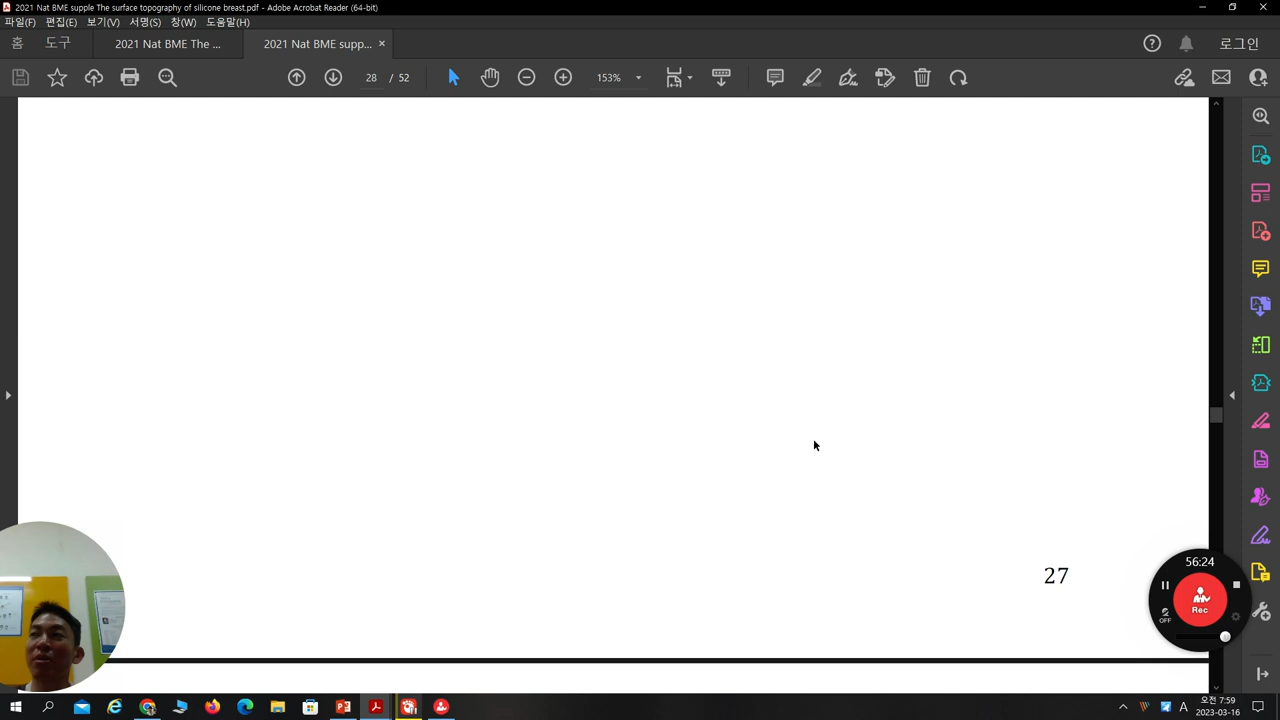 2021 Nat BME supple The surface topography of silicone breast.pdf - Adobe Acrobat Reader (64-bit)
파일(F) 편집(E) 보기(V) 서명(S) 창(W) 도움말(H)
홈 도구 2021 Nat BME The ... 2021 Nat BME supp... 로그인
28 / 52 153%
56:24
27
Rec
OFF
A 오전 7:59
2023-03-16